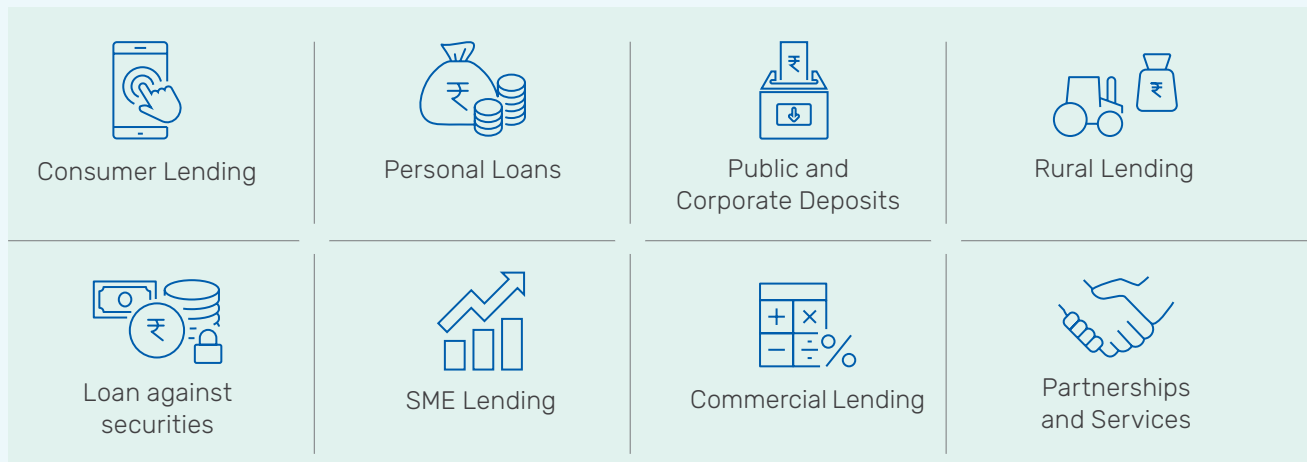 Consumer Lending
Personal Loans
Public and
Corporate Deposits
Rural Lending
Loan against
securities
SME Lending
Commercial Lending
Partnerships
and Services